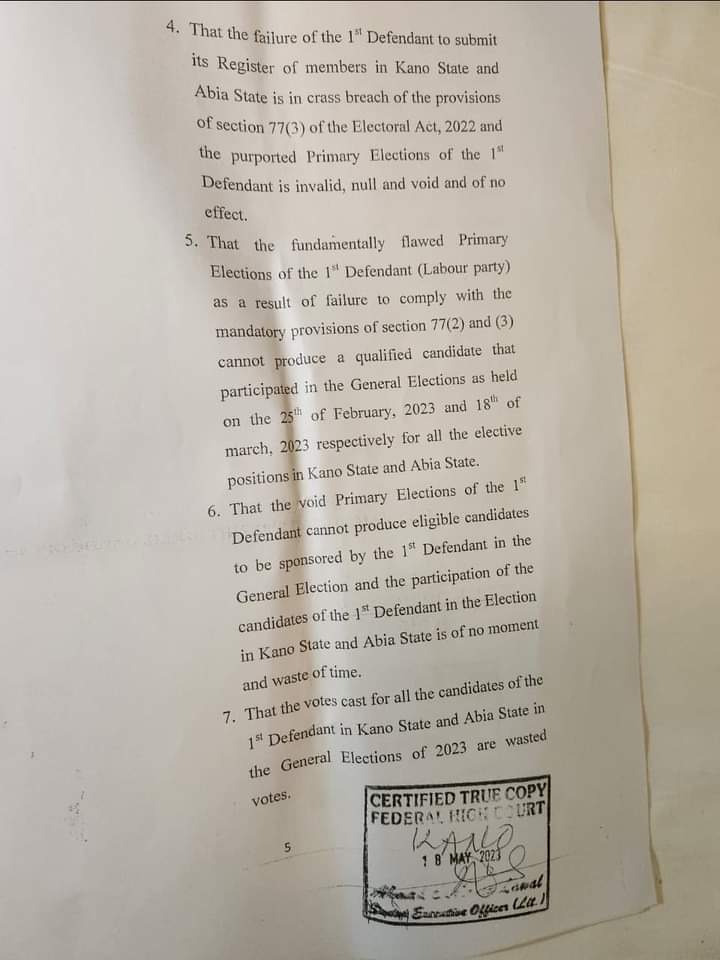 4. That the failure of the 1st Defendant to submit
its Register of members in Kano State and
Abia State is in crass breach of the provisions
of section 77(3) of the Electoral Act, 2022 and
the purported Primary Elections of the 1st
Defendant is invalid, null and void and of no
effect.
5. That the fundamentally flawed Primary
Elections of the 1st Defendant (Labour party)
as a result of failure to comply with the
mandatory provisions of section 77(2) and (3)
cannot produce a qualified candidate that
participated in the General Elections as held
on the 25th of February, 2023 and 18th of
march, 2023 respectively for all the elective
positions in Kano State and Abia State.
6. That the void Primary Elections of the 1st
Defendant cannot produce eligible candidates
to be sponsored by the 1st Defendant in the
General Election and the participation of the
candidates of the 1st Defendant in the Election
in Kano State and Abia State is of no moment
and waste of time.
7. That the votes cast for all the candidates of the
1st Defendant in Kano State and Abia State in
the General Elections of 2023 are wasted
votes.
5
CERTIFIED TRUE COPY
FEDERAL HIGH COURT
KANO
18 MAY 2023
Lawal
Executive Officer (Lit.)